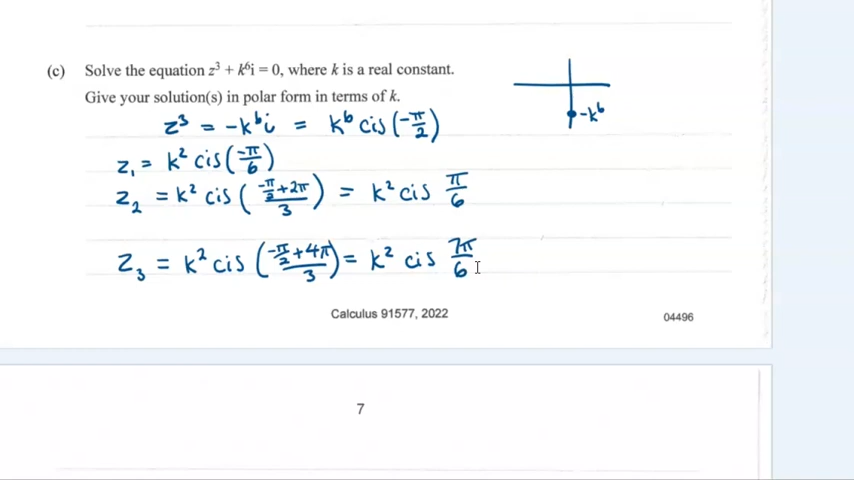 (c) Solve the equation z³ + k⁶i = 0, where k is a real constant.
Give your solution(s) in polar form in terms of k.
-k⁶
z³ = -k⁶i = k⁶ cis(-π/2)
z₁ = k² cis(-π/6)
z₂ = k² cis((-π/2+2π)/3) = k² cis π/6
z₃ = k² cis((-π/2+4π)/3) = k² cis 7π/6
Calculus 91577, 2022
04496
7